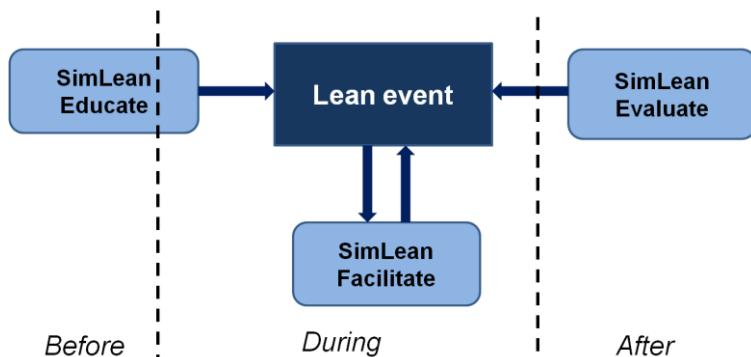 SimLean
Educate
Lean event
SimLean
Evaluate
SimLean
Facilitate
Before
During
After